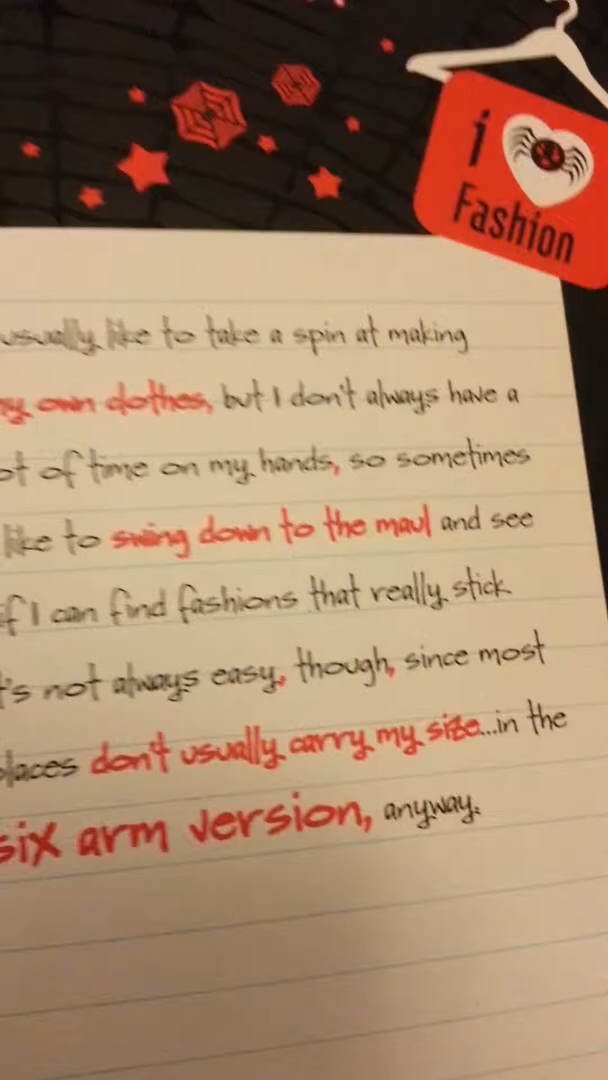 i
Fashion
usually like to take a spin at making
own clothes, but I don't always have a
of time on my hands, so sometimes
like to swing down to the maul and see
if I can find fashions that really stick
not always easy, though, since most
don't usually carry my size...in the
six arm version, anyway.